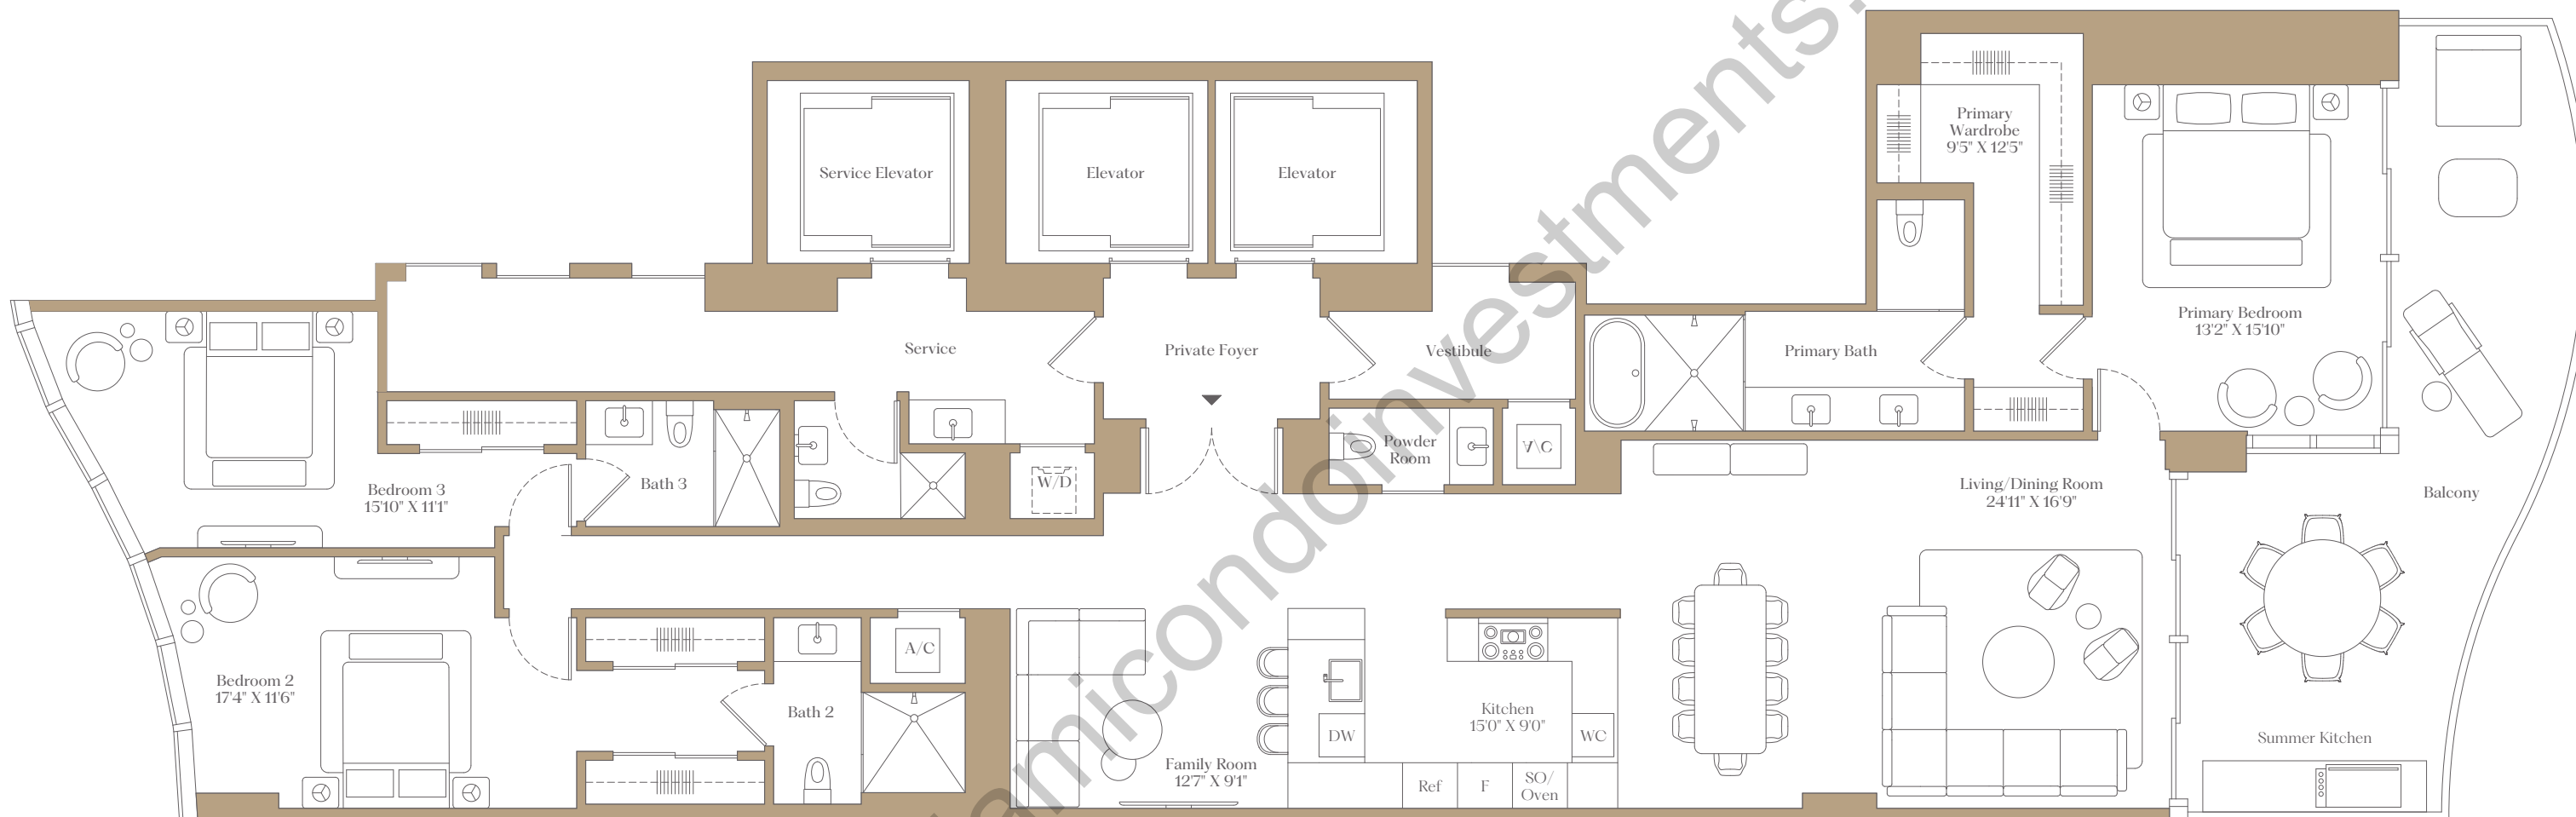 Service Elevator
Elevator
Elevator
Primary
Wardrobe
9'5" X 12'5"
Primary Bedroom
13'2" X 15'10"
Service
Private Foyer
Vestibule
Primary Bath
Powder
Room
A/C
Bedroom 3
15'10" X 11'1"
Bath 3
W/D
Living/Dining Room
24'11" X 16'9"
Balcony
Bedroom 2
17'4" X 11'6"
A/C
Bath 2
Family Room
12'7" X 9'1"
DW
Kitchen
15'0" X 9'0"
WC
Ref
F
SO/
Oven
Summer Kitchen
amicondoinvestments.